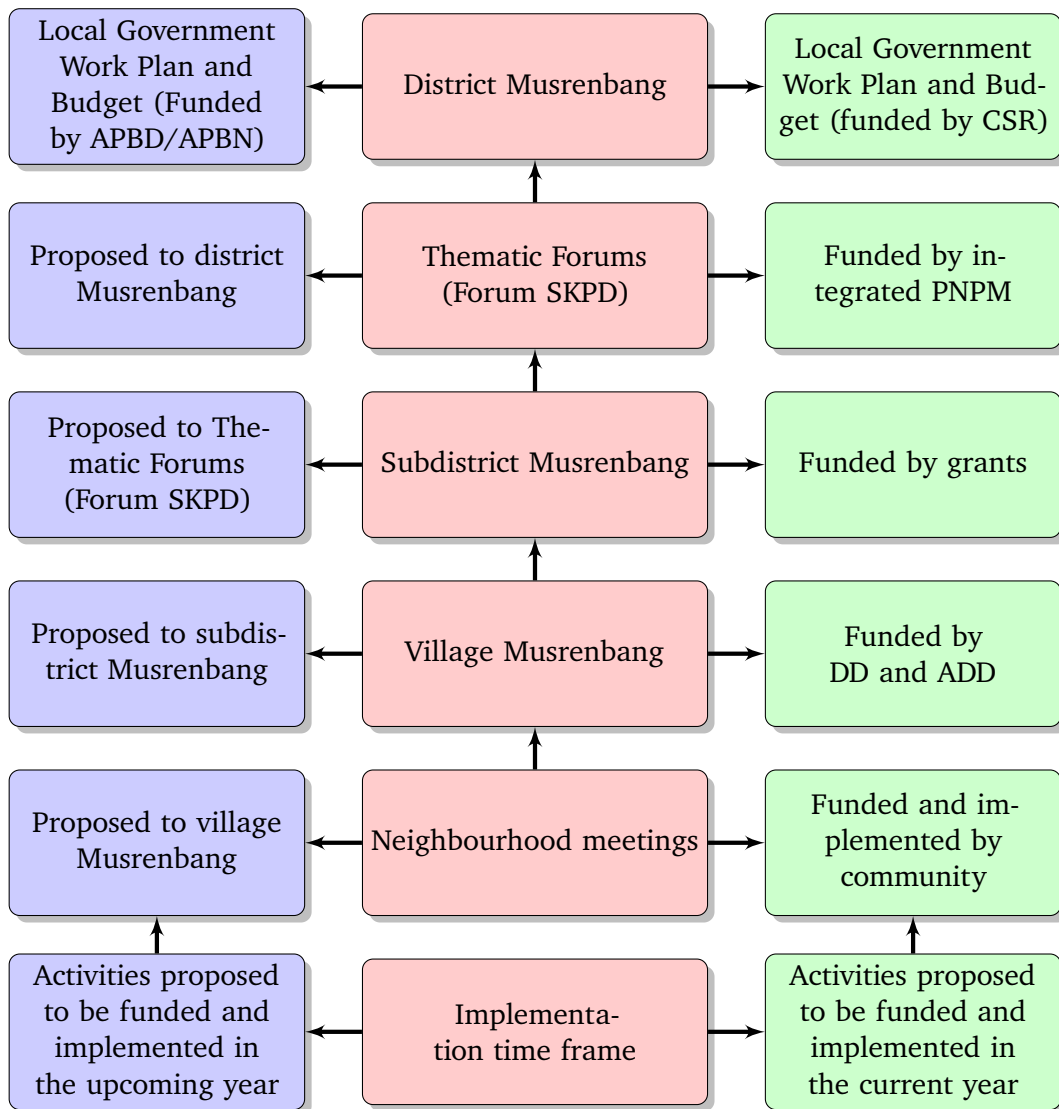 Local Government
Work Plan and
Budget (Funded
by APBD/APBN)
District Musrenbang
Local Government
Work Plan and Bud-
get (funded by CSR)
Proposed to district
Musrenbang
Thematic Forums
(Forum SKPD)
Funded by in-
tegrated PNPM
Proposed to The-
matic Forums
(Forum SKPD)
Subdistrict Musrenbang
Funded by grants
Proposed to subdis-
trict Musrenbang
Village Musrenbang
Funded by
DD and ADD
Proposed to village
Musrenbang
Neighbourhood meetings
Funded and im-
plemented by
community
Activities proposed
to be funded and
implemented in
the upcoming year
Implementa-
tion time frame
Activities proposed
to be funded and
implemented in
the current year